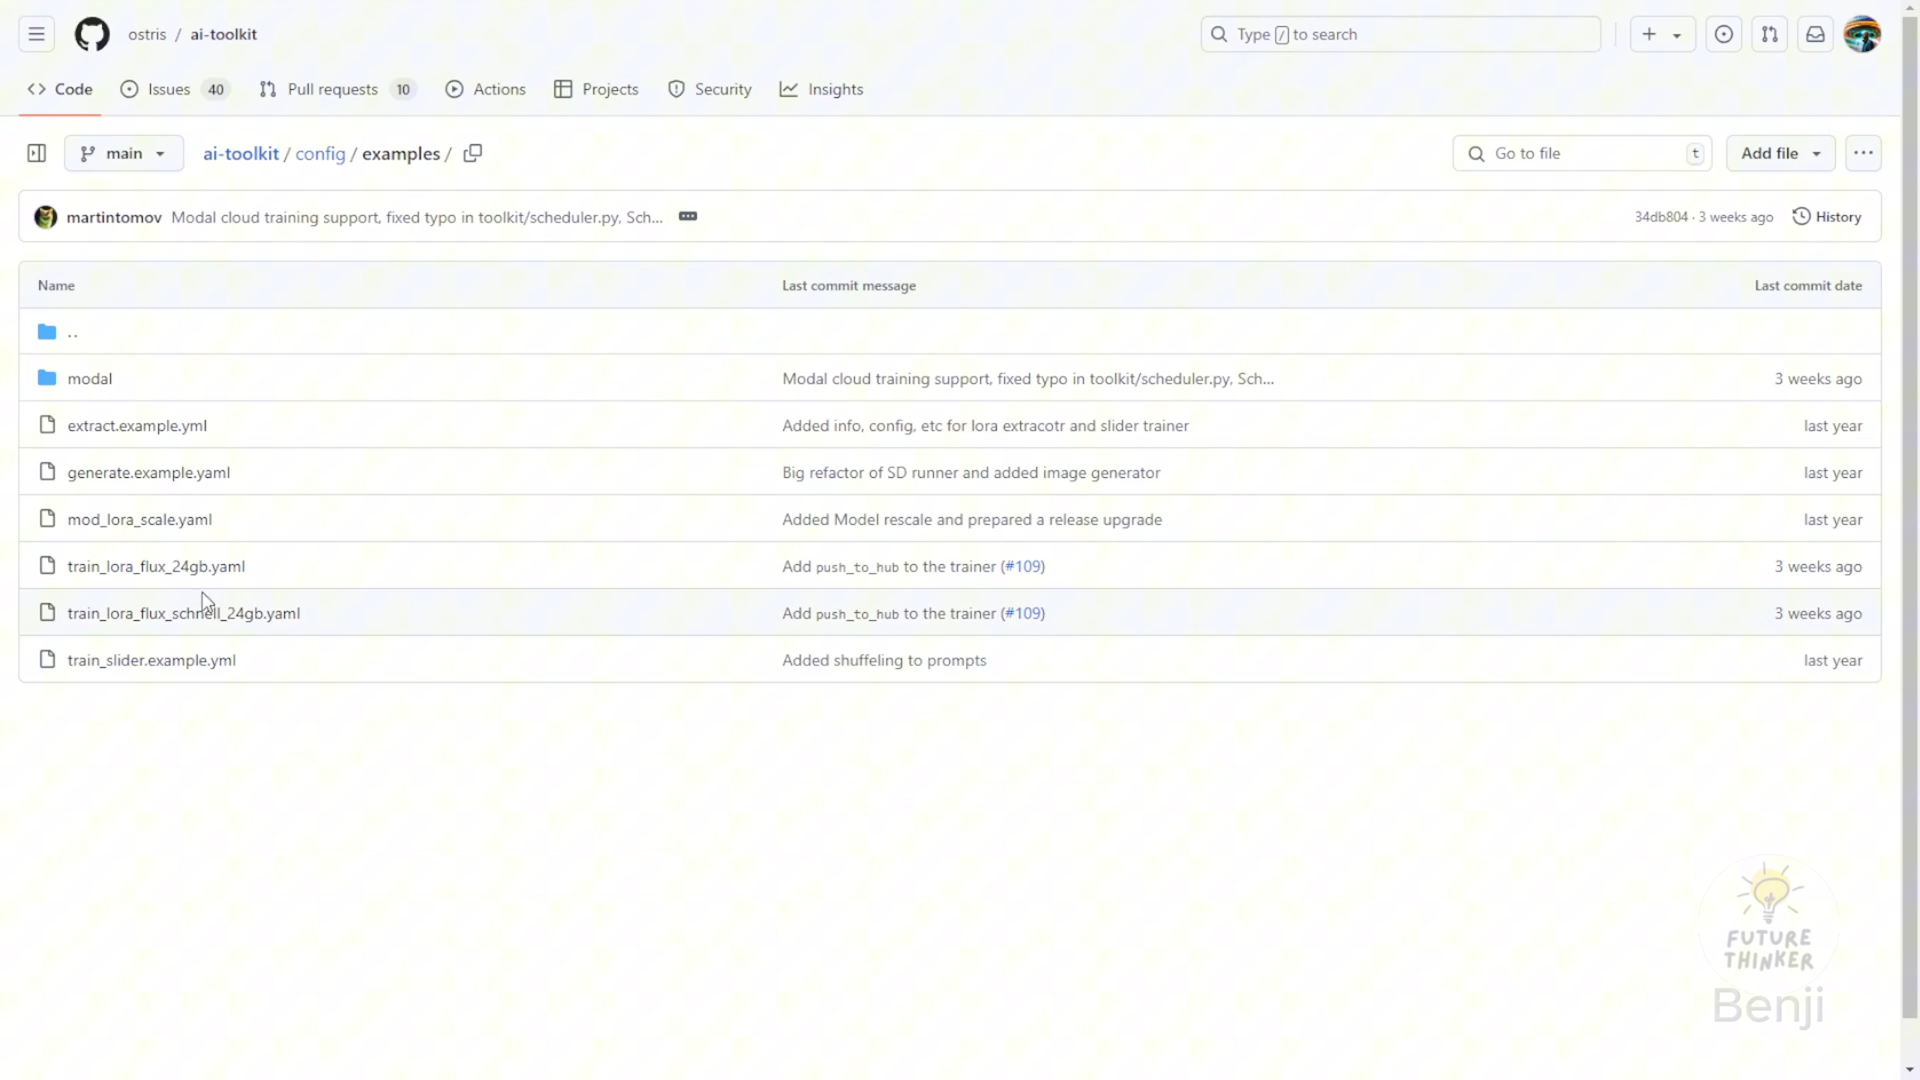 ostris / ai-toolkit
Type / to search
Code
Issues 40
Pull requests 10
Actions
Projects
Security
Insights
main
ai-toolkit / config / examples /
Go to file
t
Add file
martintomov Modal cloud training support, fixed typo in toolkit/scheduler.py, Sch...
34db804 · 3 weeks ago
History
Name Last commit message Last commit date
..
modal Modal cloud training support, fixed typo in toolkit/scheduler.py, Sch... 3 weeks ago
extract.example.yml Added info, config, etc for lora extracotr and slider trainer last year
generate.example.yaml Big refactor of SD runner and added image generator last year
mod_lora_scale.yaml Added Model rescale and prepared a release upgrade last year
train_lora_flux_24gb.yaml Add push_to_hub to the trainer (#109) 3 weeks ago
train_lora_flux_schnell_24gb.yaml Add push_to_hub to the trainer (#109) 3 weeks ago
train_slider.example.yml Added shuffeling to prompts last year
FUTURE
THINKER
Benji